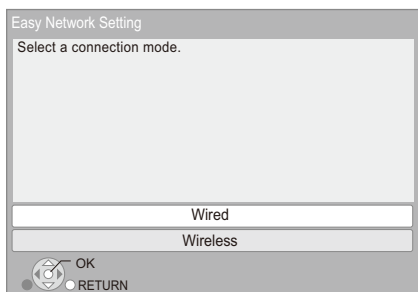 Easy Network Setting
Select a connection mode.
Wired
Wireless
OK
RETURN